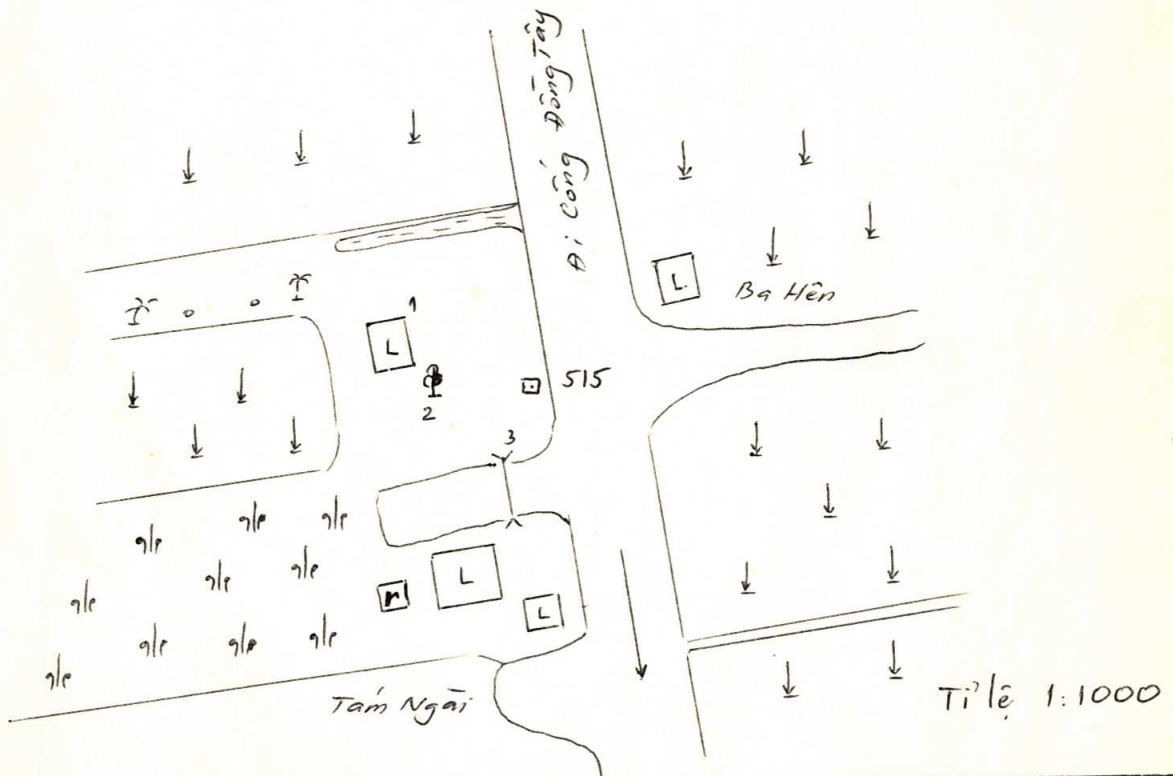 Đi Cống Đồng Tây
L
Ba Hên
1
L
2
515
3
L
n
L
Tám Ngãi
Tỉ lệ 1:1000